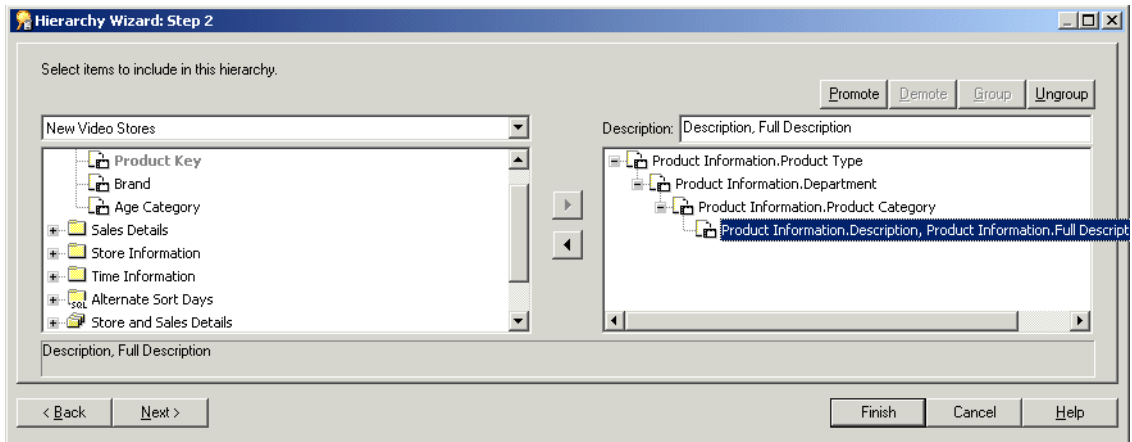 Hierarchy Wizard: Step 2
Select items to include in this hierarchy.
Promote Demote Group Ungroup
New Video Stores
Description: Description, Full Description
Product Key
Brand
Age Category
Sales Details
Store Information
Time Information
SQL Alternate Sort Days
Store and Sales Details
Product Information.Product Type
Product Information.Department
Product Information.Product Category
Product Information.Description, Product Information.Full Descript
Description, Full Description
< Back Next > Finish Cancel Help